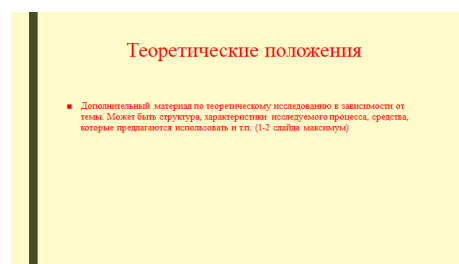 Теоретические положения
Дополнительный материал по теоретическому исследованию в зависимости от
темы. Может быть структура, характеристики исследуемого процесса, средства,
которые предлагаются использовать и т.п. (1-2 слайда максимум)